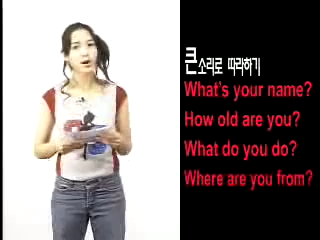 큰소리로 따라하기
What's your name?
How old are you?
What do you do?
Where are you from?